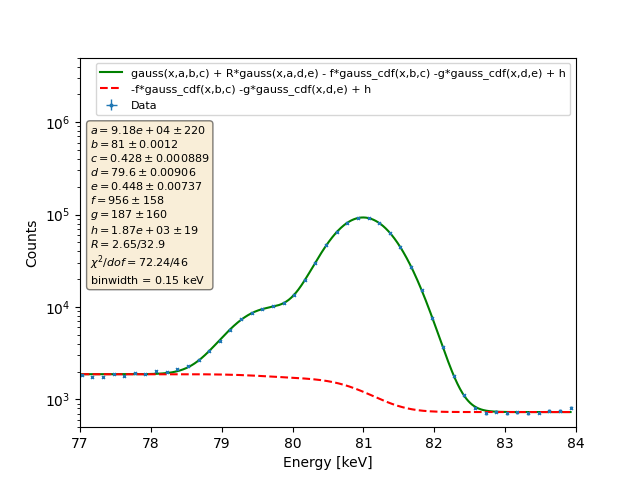 gauss(x,a,b,c) + R*gauss(x,a,d,e) - f*gauss_cdf(x,b,c) -g*gauss_cdf(x,d,e) + h
-f*gauss_cdf(x,b,c) -g*gauss_cdf(x,d,e) + h
Data
a = 9.18e + 04 ± 220
b = 81 ± 0.0012
c = 0.428 ± 0.000889
d = 79.6 ± 0.00906
e = 0.448 ± 0.00737
f = 956 ± 158
g = 187 ± 160
h = 1.87e + 03 ± 19
R = 2.65/32.9
χ²/dof = 72.24/46
binwidth = 0.15 keV
10⁶
10⁵
10⁴
10³
Counts
77 78 79 80 81 82 83 84
Energy [keV]